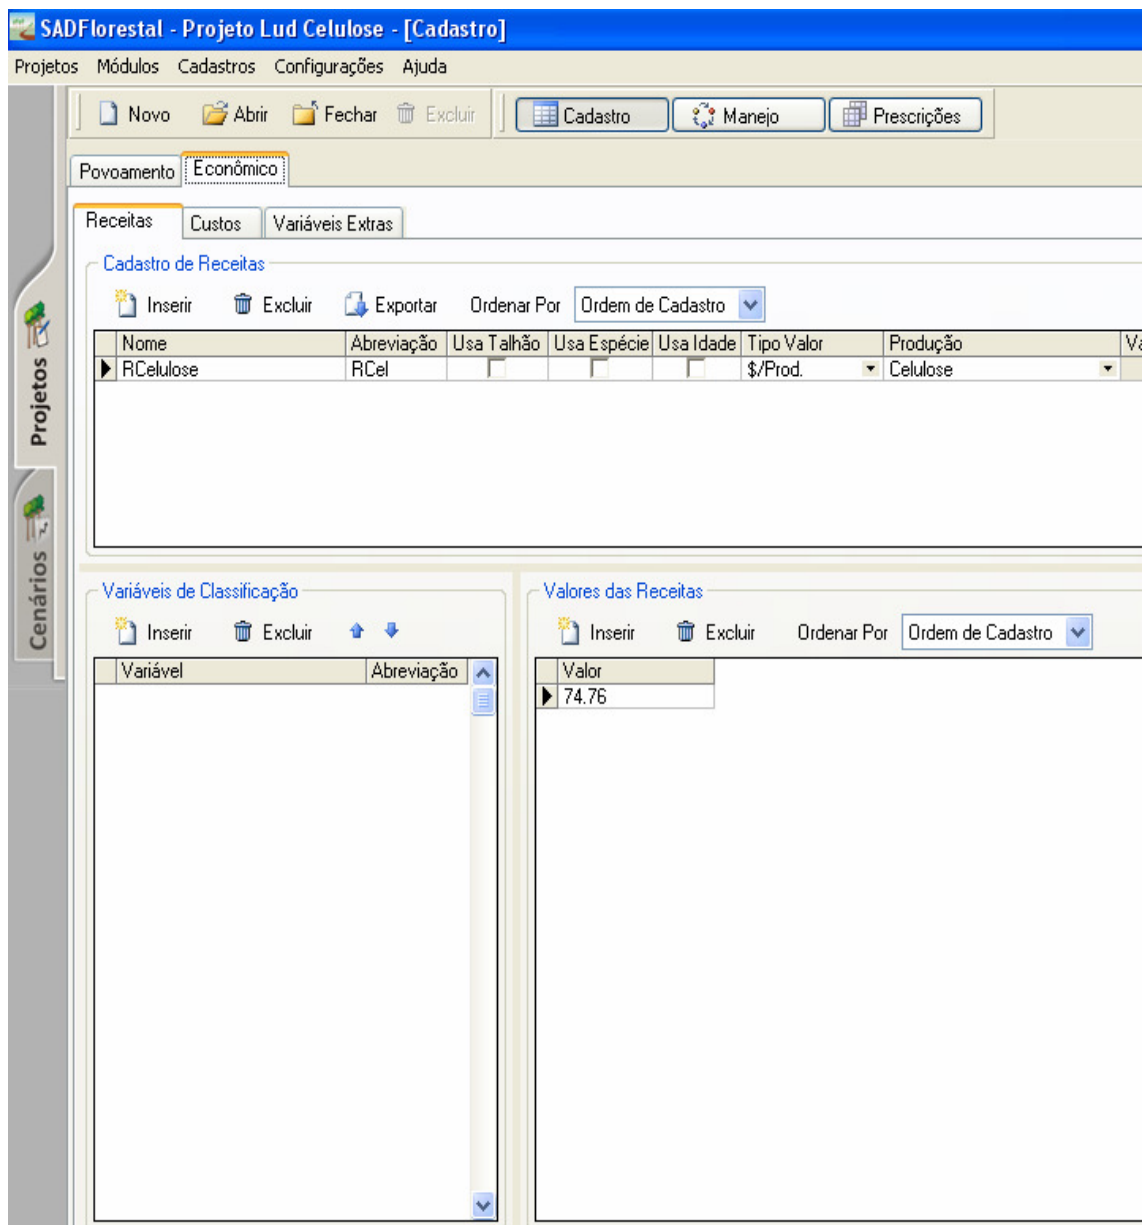 SADFlorestal - Projeto Lud Celulose - [Cadastro]
Projetos Módulos Cadastros Configurações Ajuda
Novo Abrir Fechar Excluir Cadastro Manejo Prescrições
Povoamento Econômico
Receitas Custos Variáveis Extras
Cadastro de Receitas
Inserir Excluir Exportar Ordenar Por Ordem de Cadastro
Nome Abreviação Usa Talhão Usa Espécie Usa Idade Tipo Valor Produção Va
RCelulose RCel $/Prod. Celulose
Projetos
Cenários
Variáveis de Classificação
Inserir Excluir
Variável Abreviação
Valores das Receitas
Inserir Excluir Ordenar Por Ordem de Cadastro
Valor
74.76